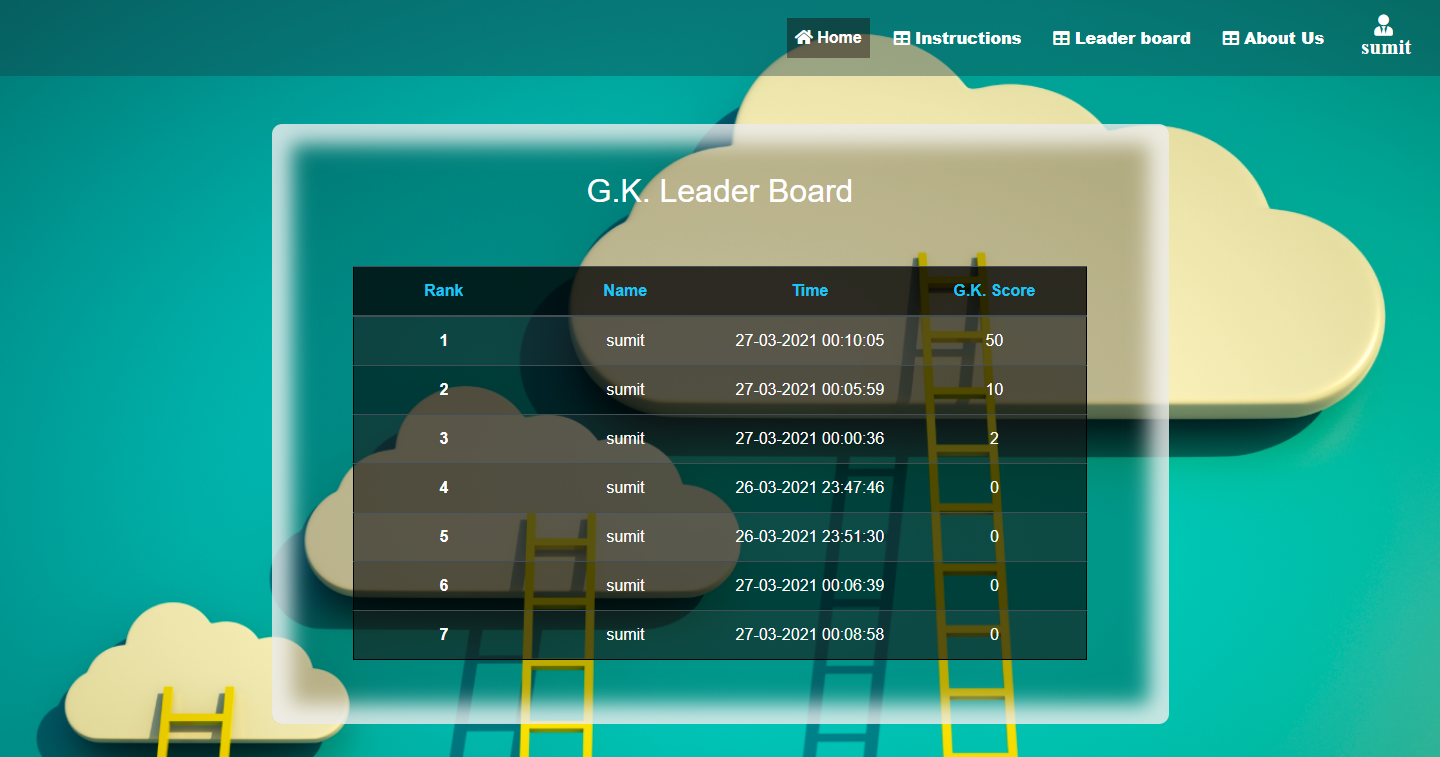 Home Instructions Leader board About Us sumit
G.K. Leader Board
Rank Name Time G.K. Score
1 sumit 27-03-2021 00:10:05 50
2 sumit 27-03-2021 00:05:59 10
3 sumit 27-03-2021 00:00:36 2
4 sumit 26-03-2021 23:47:46 0
5 sumit 26-03-2021 23:51:30 0
6 sumit 27-03-2021 00:06:39 0
7 sumit 27-03-2021 00:08:58 0